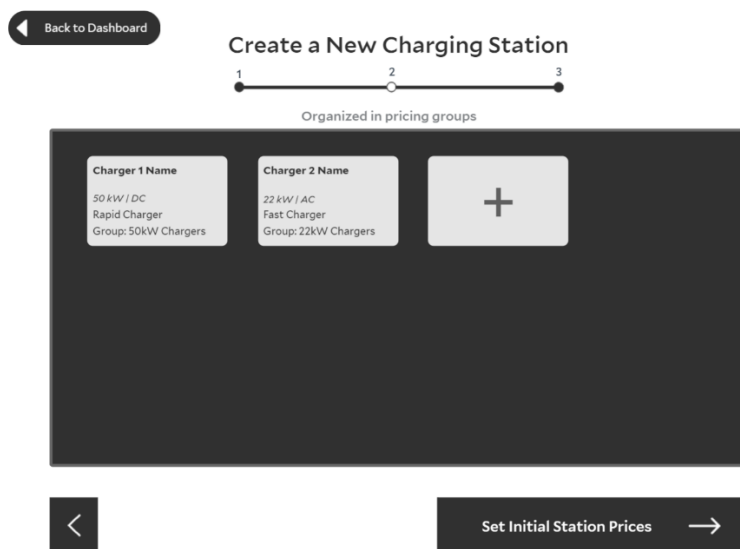 Back to Dashboard
Create a New Charging Station
1 2 3
Organized in pricing groups
Charger 1 Name
50 kW | DC
Rapid Charger
Group: 50kW Chargers
Charger 2 Name
22 kW | AC
Fast Charger
Group: 22kW Chargers
+
Set Initial Station Prices